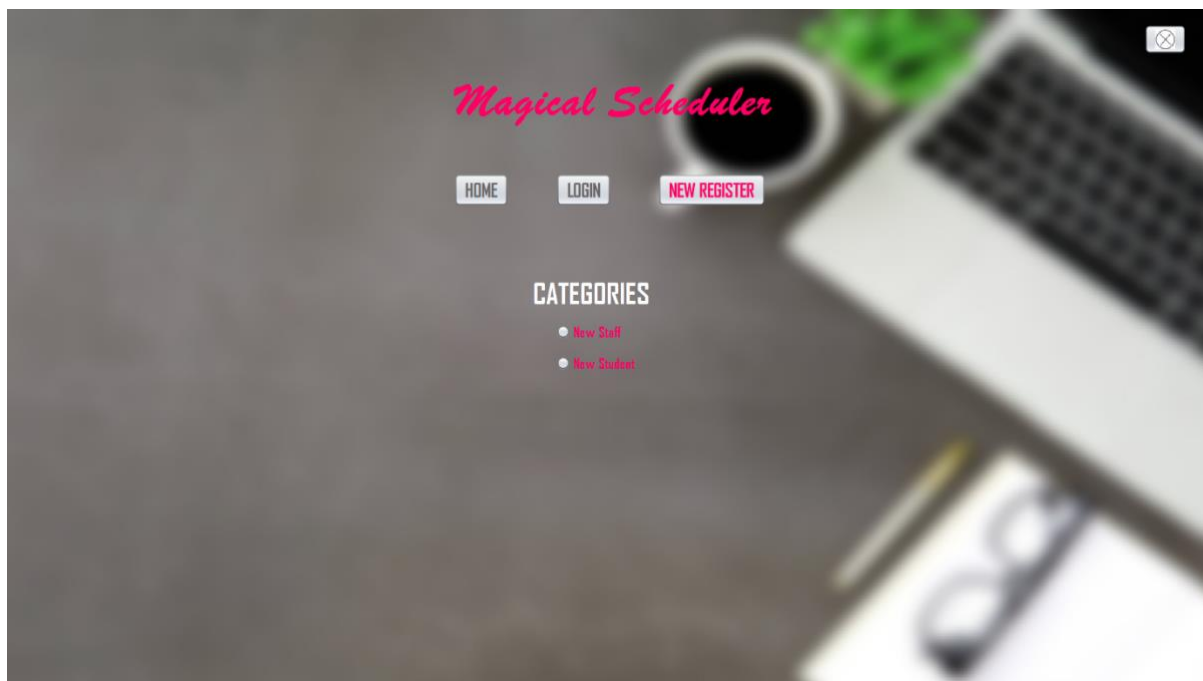 Magical Scheduler
HOME LOGIN NEW REGISTER
CATEGORIES
New Staff
New Student